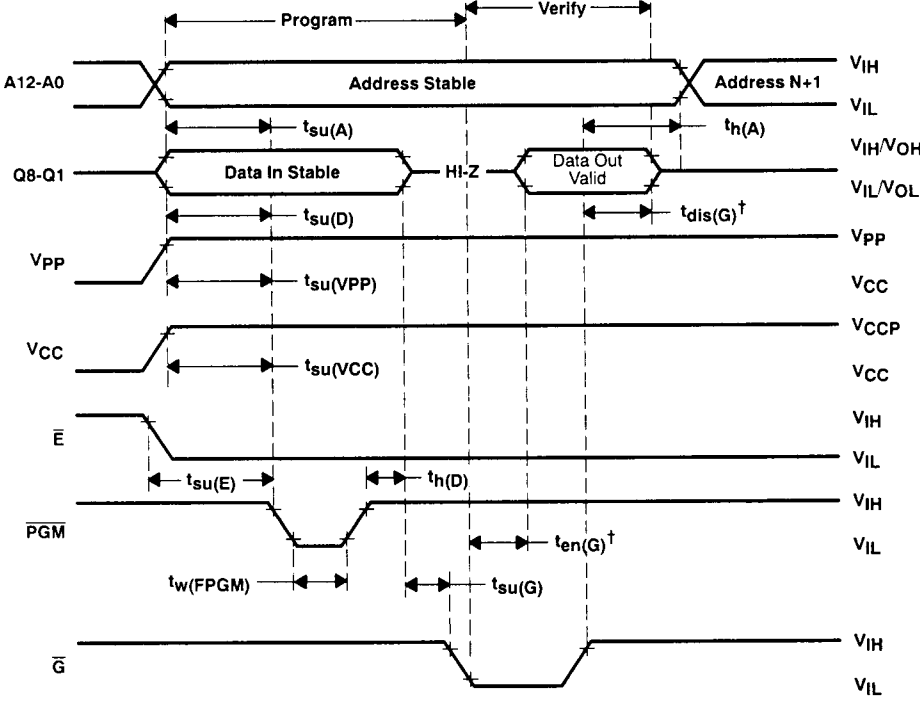 Program
Verify
A12-A0
Address Stable
Address N+1
VIH
VIL
tsu(A)
th(A)
Q8-Q1
Data In Stable
HI-Z
Data Out
Valid
VIH/VOH
VIL/VOL
tsu(D)
tdis(G)†
VPP
VPP
tsu(VPP)
VCC
VCC
VCCP
tsu(VCC)
VCC
E
VIH
VIL
tsu(E)
th(D)
PGM
VIH
VIL
ten(G)†
tw(FPGM)
tsu(G)
G
VIH
VIL